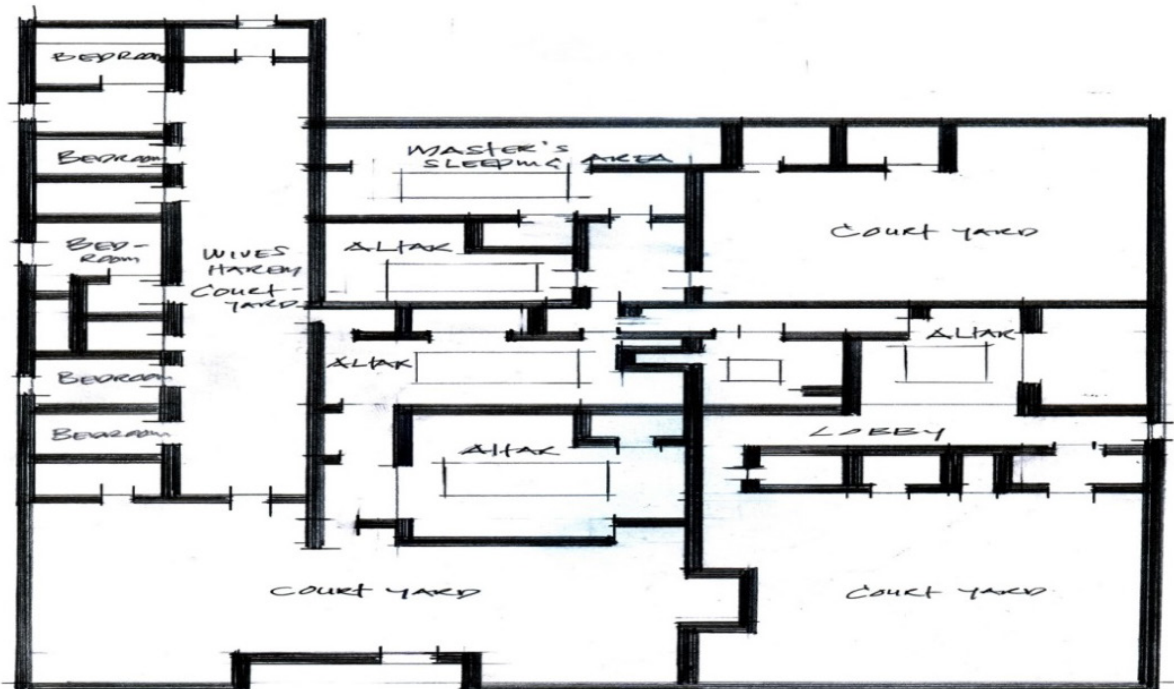 BEDROOM
BEDROOM
BED-
ROOM
BEDROOM
BEDROOM
WIVES
HAREM
COURT-
YARD
MASTER'S
SLEEPING AREA
ALTAR
ALTAR
ALTAR
COURT YARD
COURT YARD
ALTAR
LOBBY
COURT YARD